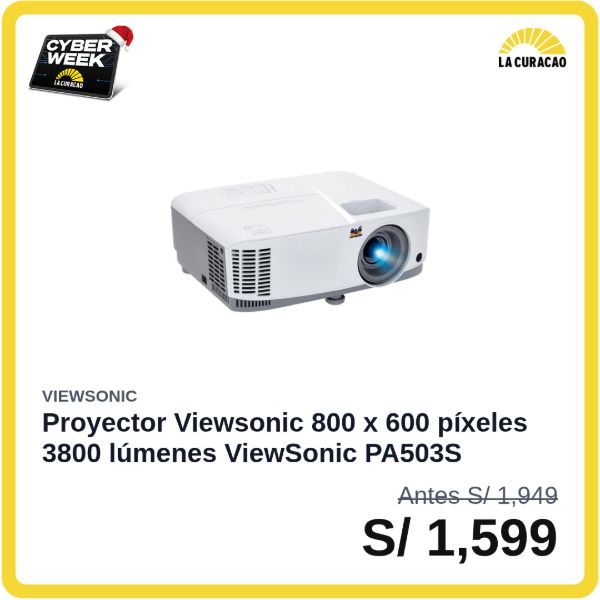 CYBER
WEEK
LA CURACAO
LA CURACAO
VIEWSONIC
Proyector Viewsonic 800 x 600 píxeles
3800 lúmenes ViewSonic PA503S
Antes S/ 1,949
S/ 1,599